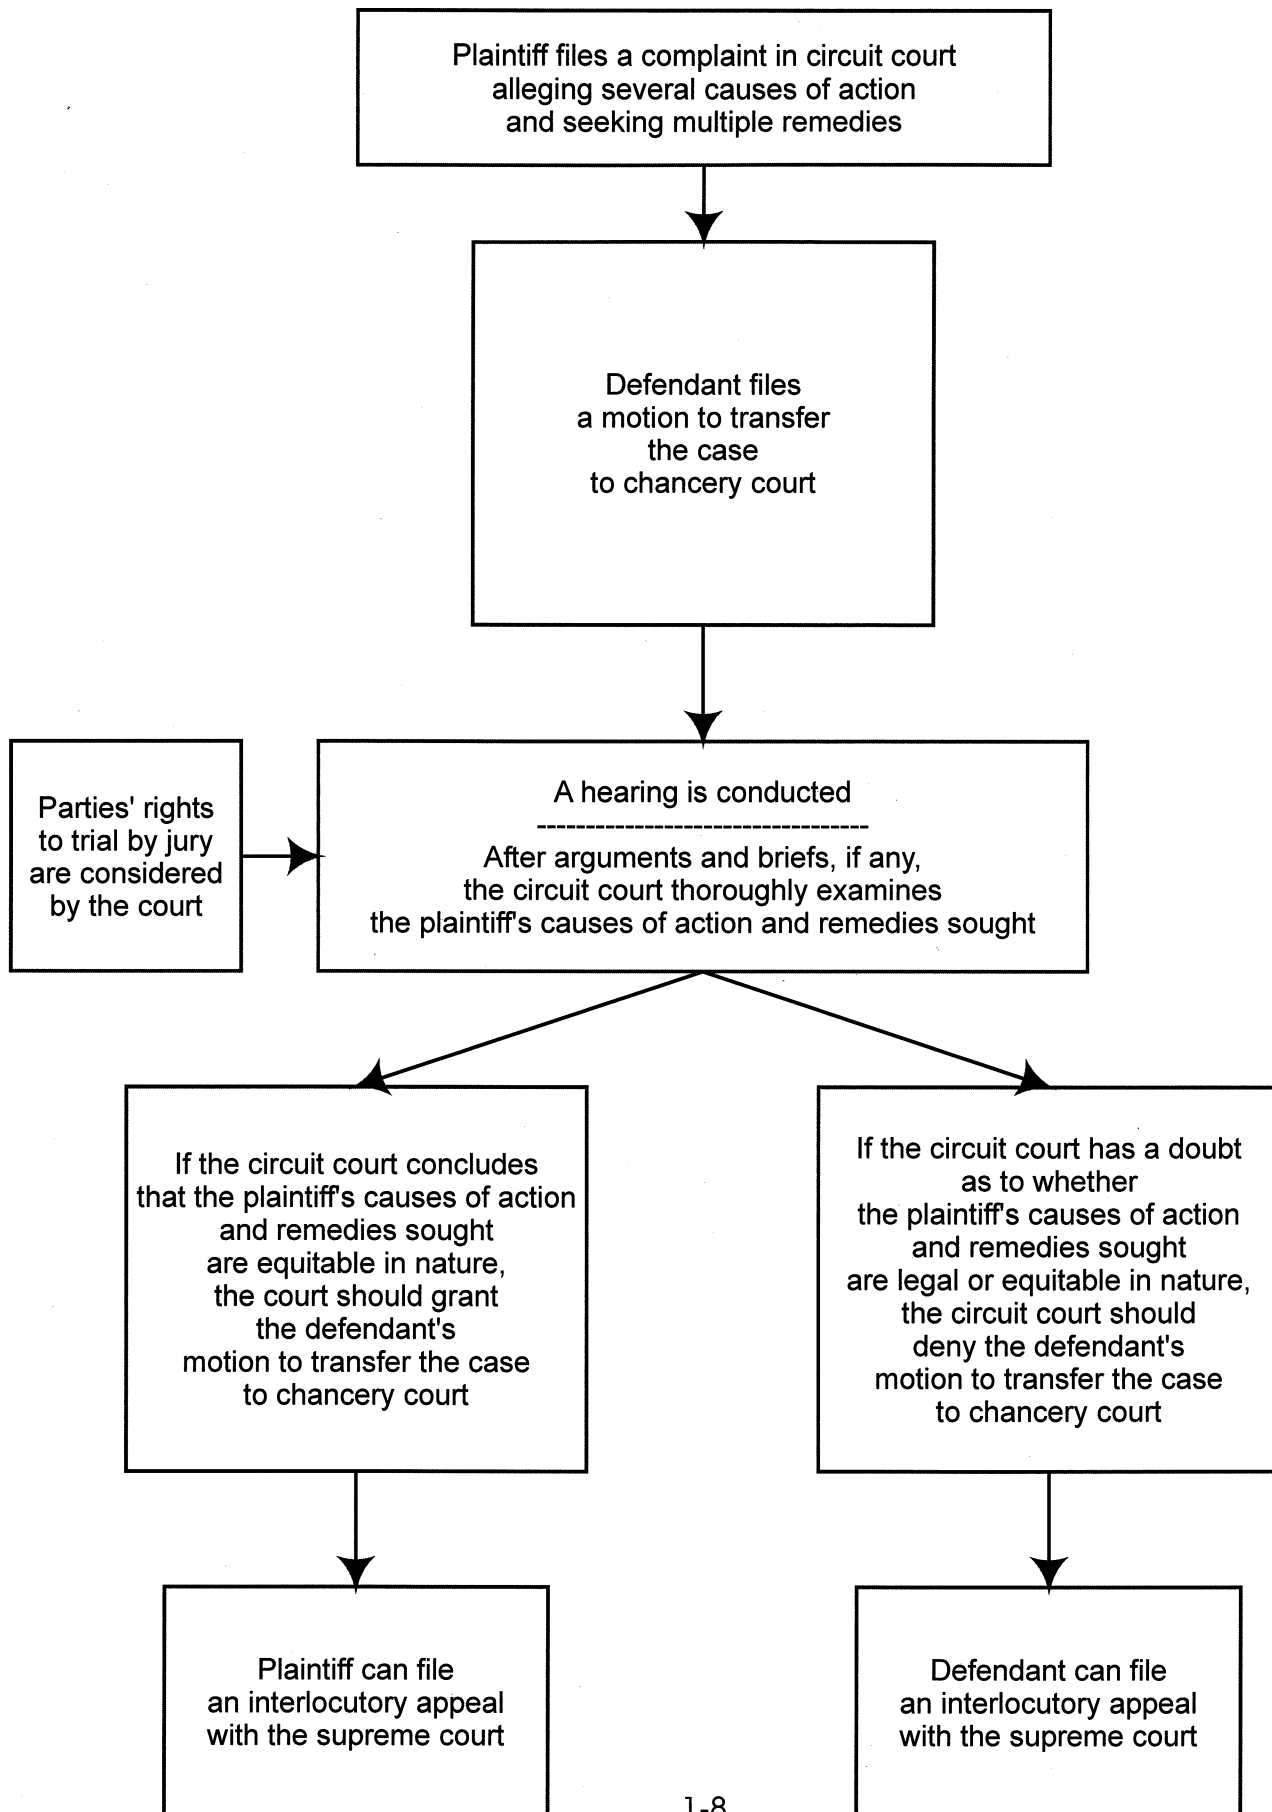 Plaintiff files a complaint in circuit court
alleging several causes of action
and seeking multiple remedies
Defendant files
a motion to transfer
the case
to chancery court
Parties' rights
to trial by jury
are considered
by the court
A hearing is conducted
----------------------------------
After arguments and briefs, if any,
the circuit court thoroughly examines
the plaintiff's causes of action and remedies sought
If the circuit court concludes
that the plaintiff's causes of action
and remedies sought
are equitable in nature,
the court should grant
the defendant's
motion to transfer the case
to chancery court
If the circuit court has a doubt
as to whether
the plaintiff's causes of action
and remedies sought
are legal or equitable in nature,
the circuit court should
deny the defendant's
motion to transfer the case
to chancery court
Plaintiff can file
an interlocutory appeal
with the supreme court
Defendant can file
an interlocutory appeal
with the supreme court
1-8